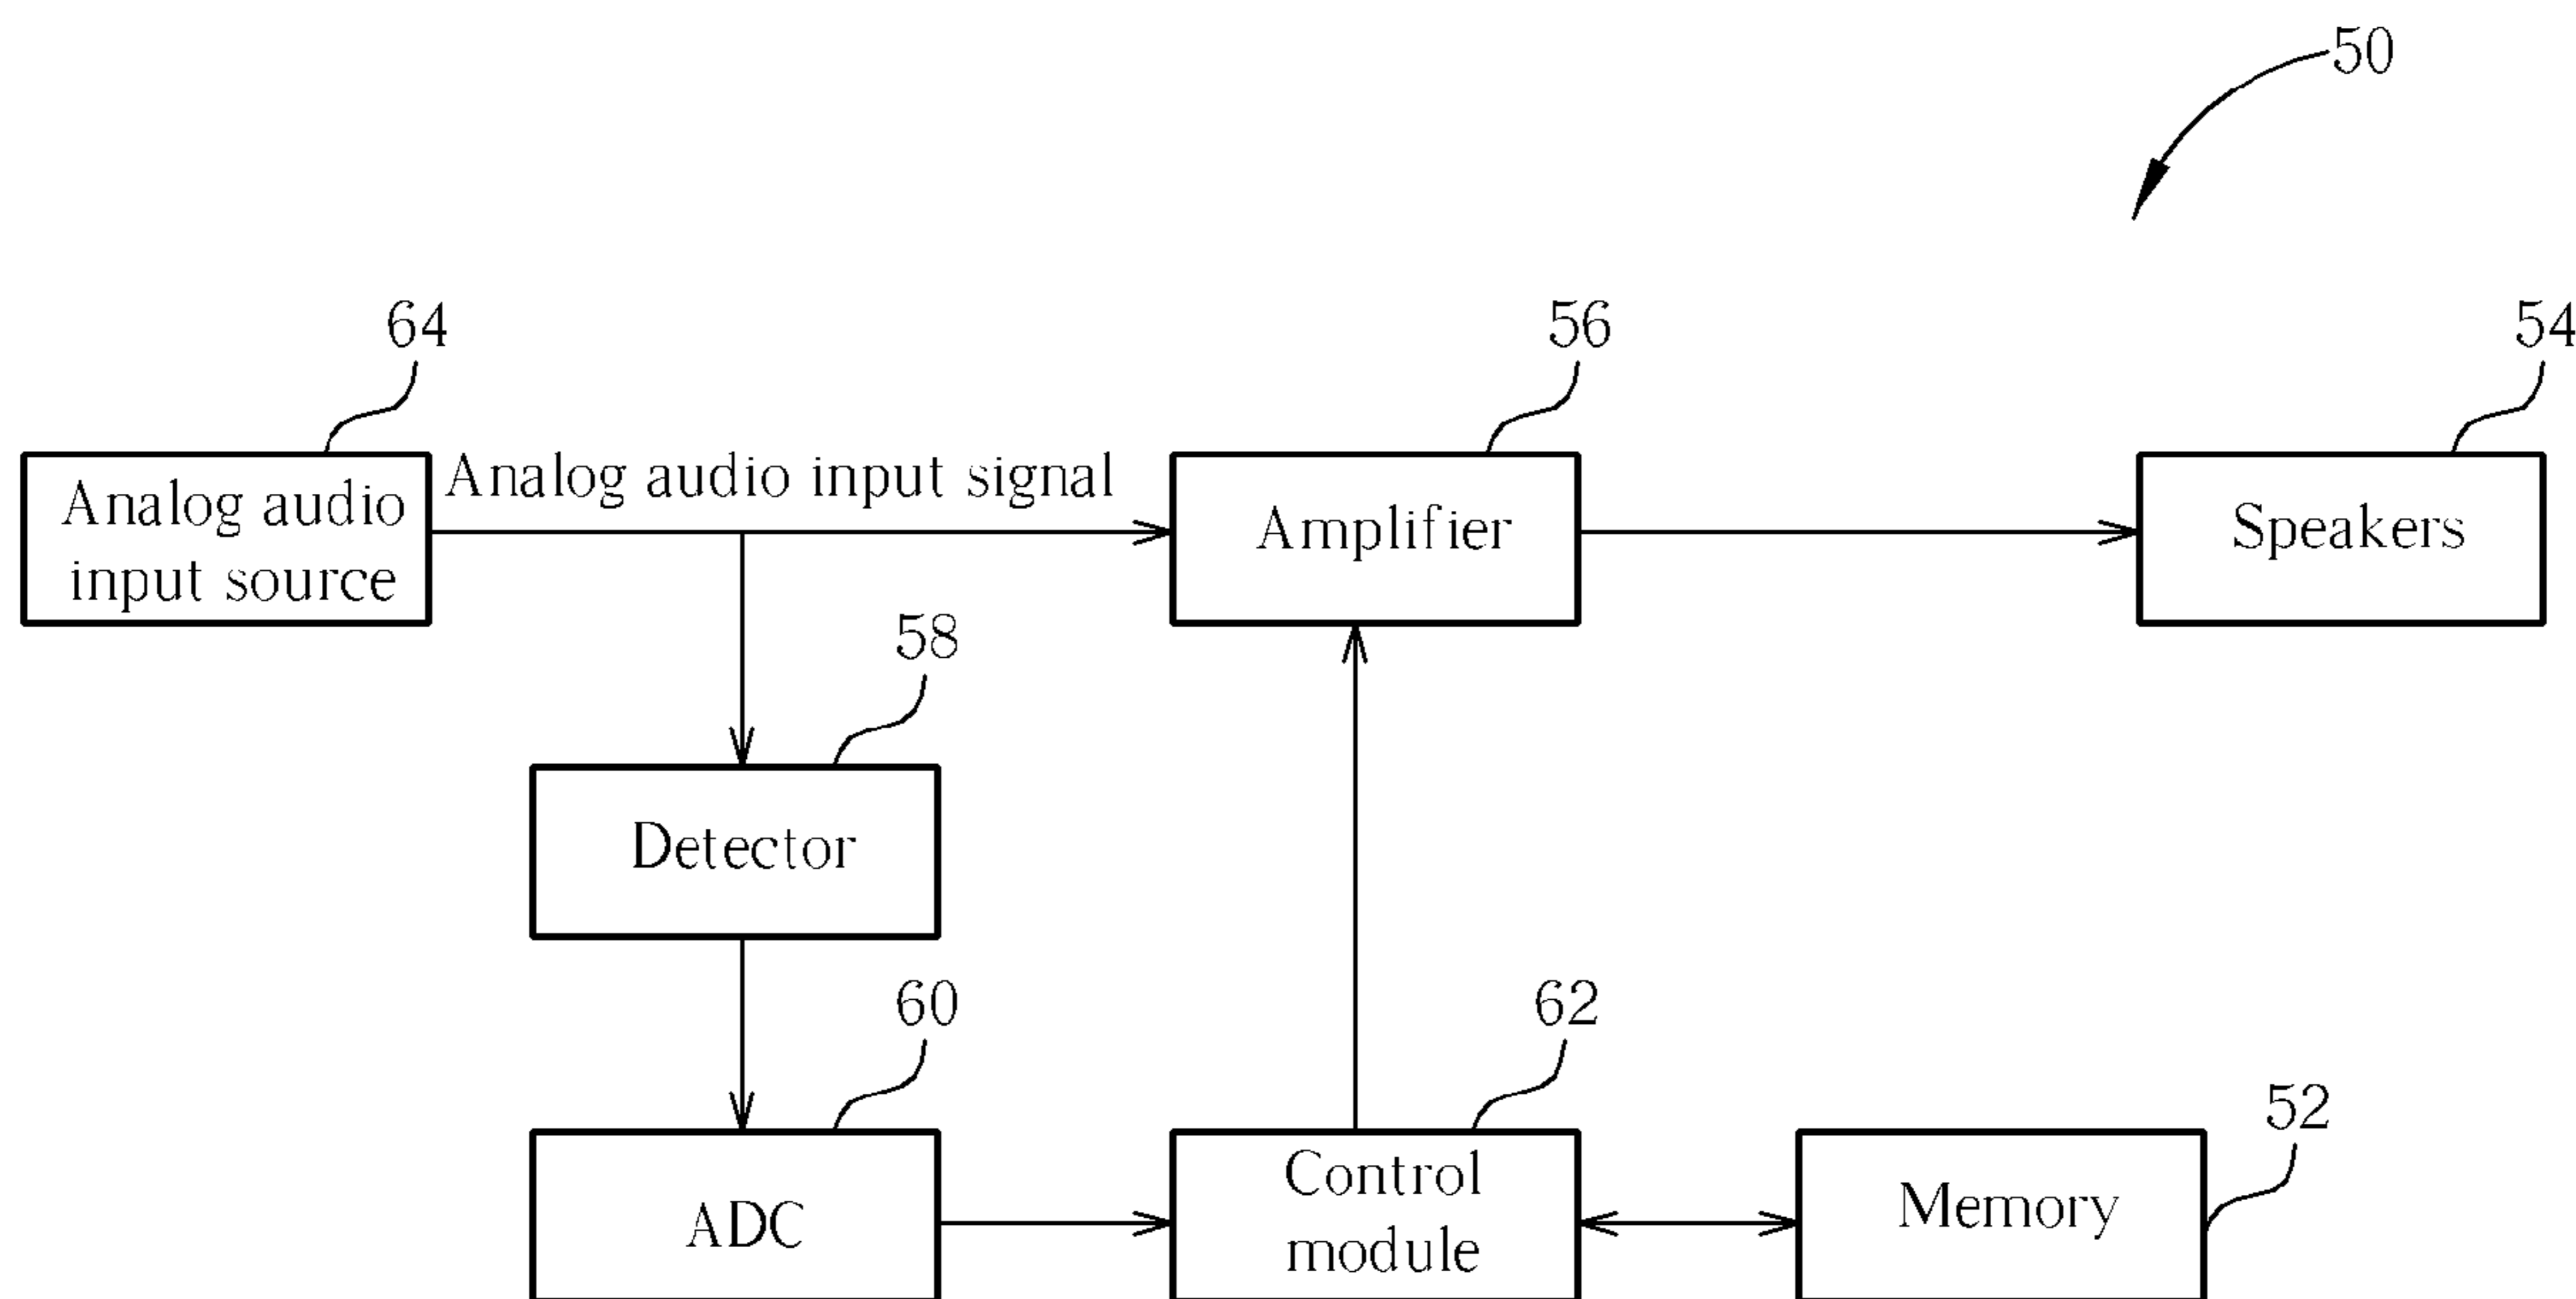 50
64
56
54
Analog audio input signal
Analog audio
input source
Amplifier
Speakers
58
Detector
60
62
52
ADC
Control
module
Memory